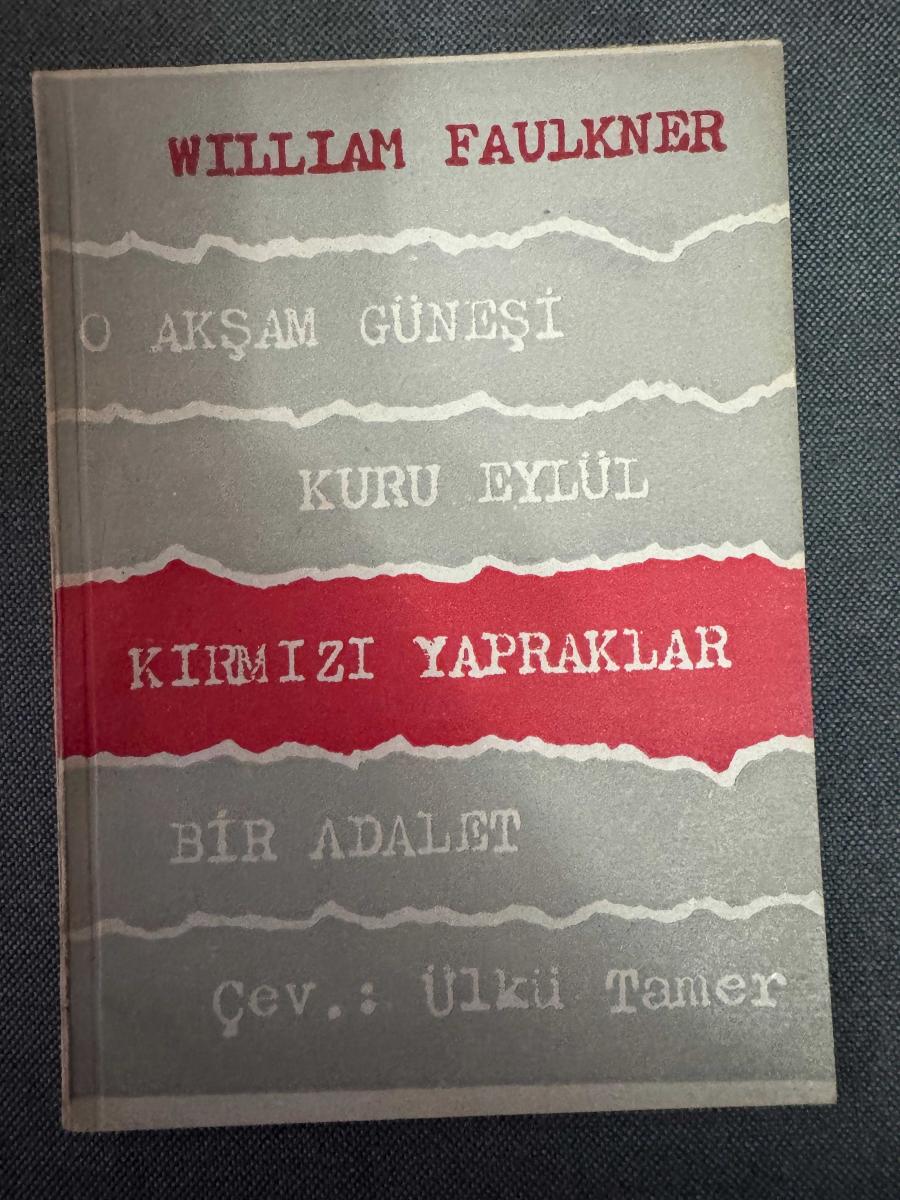 WILLIAM FAULKNER
O AKŞAM GÜNEŞİ
KURU EYLÜL
KIRMIZI YAPRAKLAR
BİR ADALET
Çev.: Ülkü Tamer